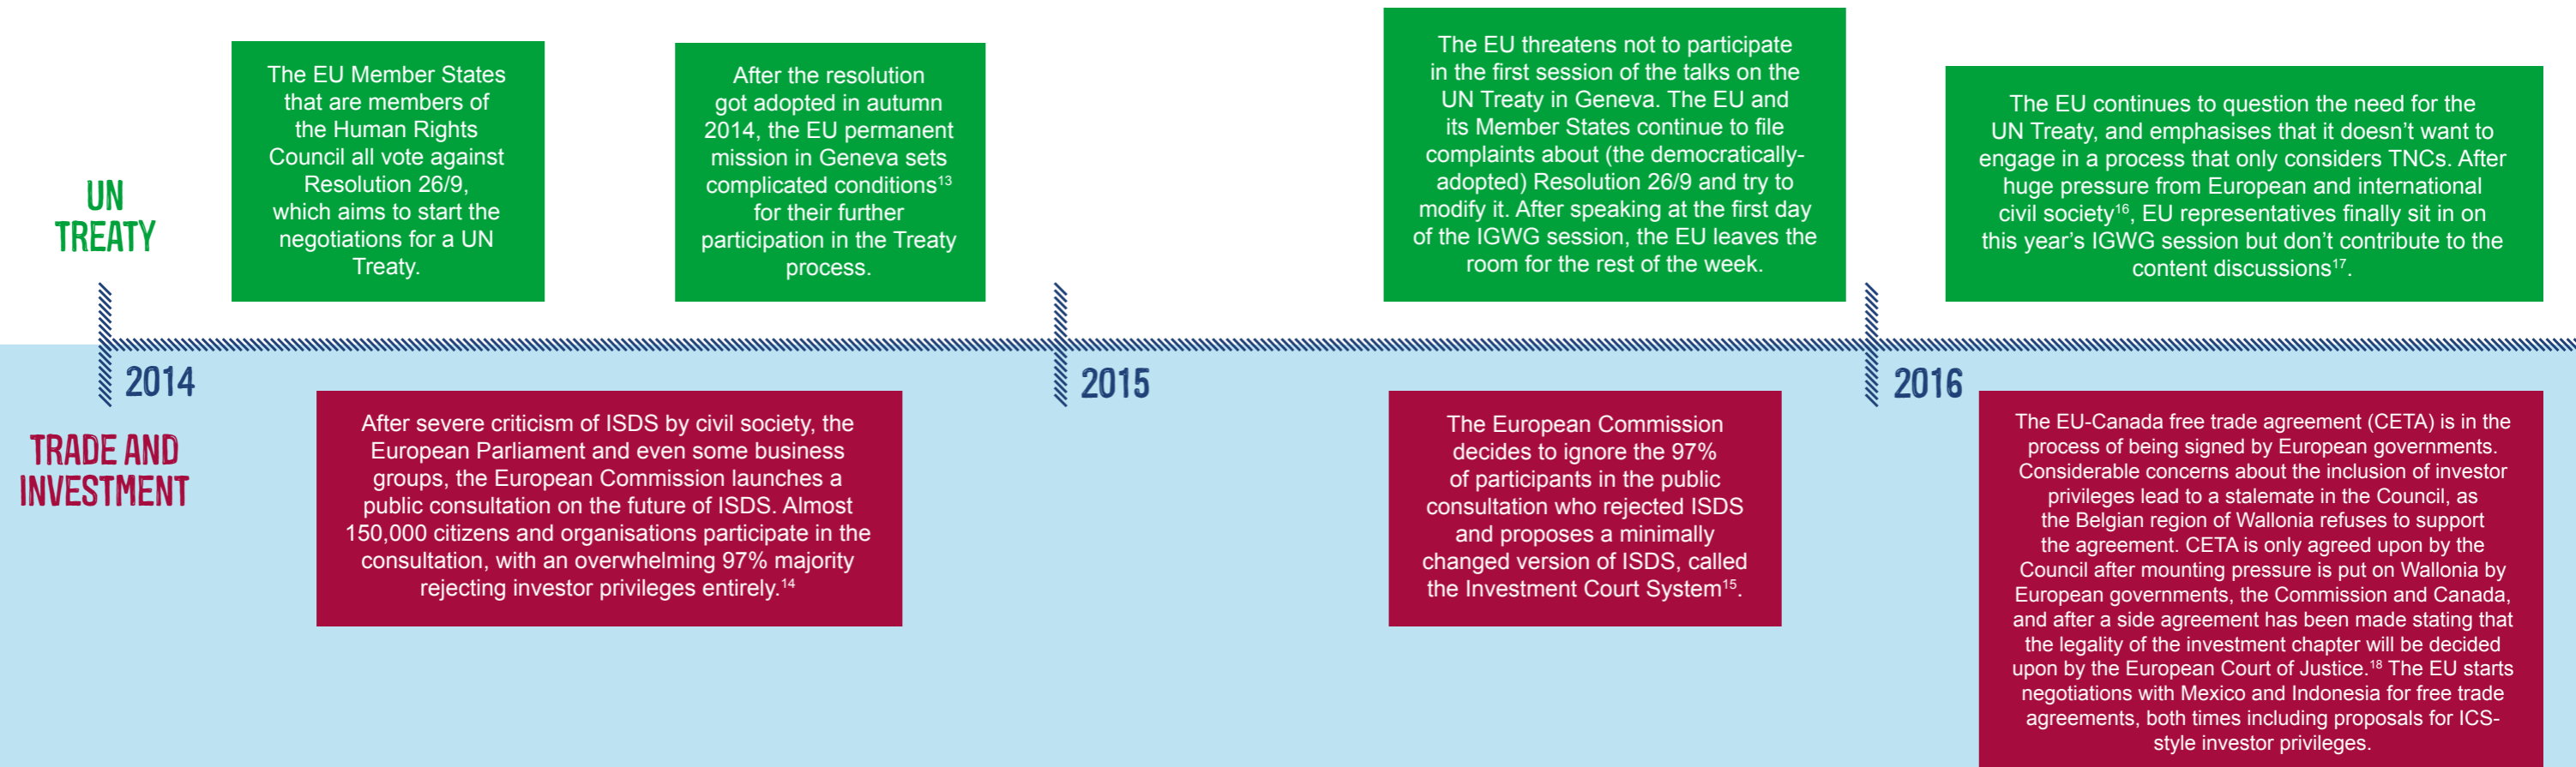 UN
TREATY
The EU Member States
that are members of
the Human Rights
Council all vote against
Resolution 26/9,
which aims to start the
negotiations for a UN
Treaty.
After the resolution
got adopted in autumn
2014, the EU permanent
mission in Geneva sets
complicated conditions13
for their further
participation in the Treaty
process.
The EU threatens not to participate
in the first session of the talks on the
UN Treaty in Geneva. The EU and
its Member States continue to file
complaints about (the democratically-
adopted) Resolution 26/9 and try to
modify it. After speaking at the first day
of the IGWG session, the EU leaves the
room for the rest of the week.
The EU continues to question the need for the
UN Treaty, and emphasises that it doesn’t want to
engage in a process that only considers TNCs. After
huge pressure from European and international
civil society16, EU representatives finally sit in on
this year’s IGWG session but don’t contribute to the
content discussions17.
2014
2015
2016
TRADE AND
INVESTMENT
After severe criticism of ISDS by civil society, the
European Parliament and even some business
groups, the European Commission launches a
public consultation on the future of ISDS. Almost
150,000 citizens and organisations participate in the
consultation, with an overwhelming 97% majority
rejecting investor privileges entirely.14
The European Commission
decides to ignore the 97%
of participants in the public
consultation who rejected ISDS
and proposes a minimally
changed version of ISDS, called
the Investment Court System15.
The EU-Canada free trade agreement (CETA) is in the
process of being signed by European governments.
Considerable concerns about the inclusion of investor
privileges lead to a stalemate in the Council, as
the Belgian region of Wallonia refuses to support
the agreement. CETA is only agreed upon by the
Council after mounting pressure is put on Wallonia by
European governments, the Commission and Canada,
and after a side agreement has been made stating that
the legality of the investment chapter will be decided
upon by the European Court of Justice.18 The EU starts
negotiations with Mexico and Indonesia for free trade
agreements, both times including proposals for ICS-
style investor privileges.